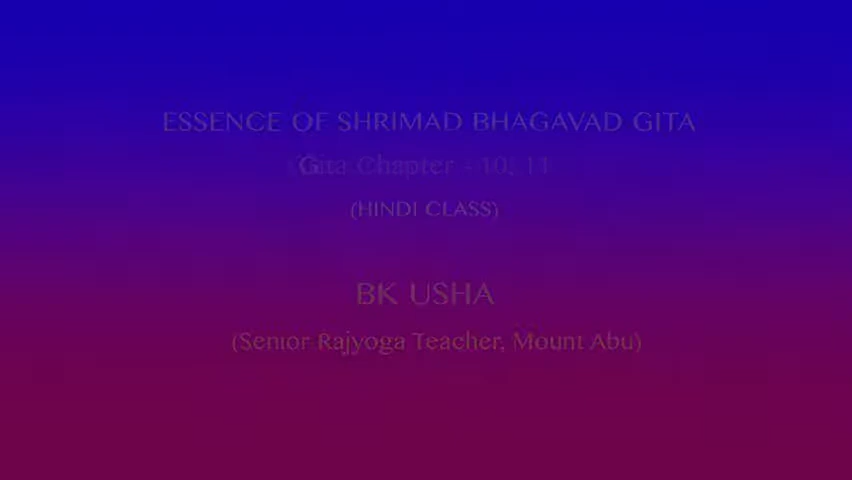 ESSENCE OF SHRIMAD BHAGAVAD GITA
Gita Chapter - 10, 11
(HINDI CLASS)
BK USHA
(Senior Rajyoga Teacher, Mount Abu)